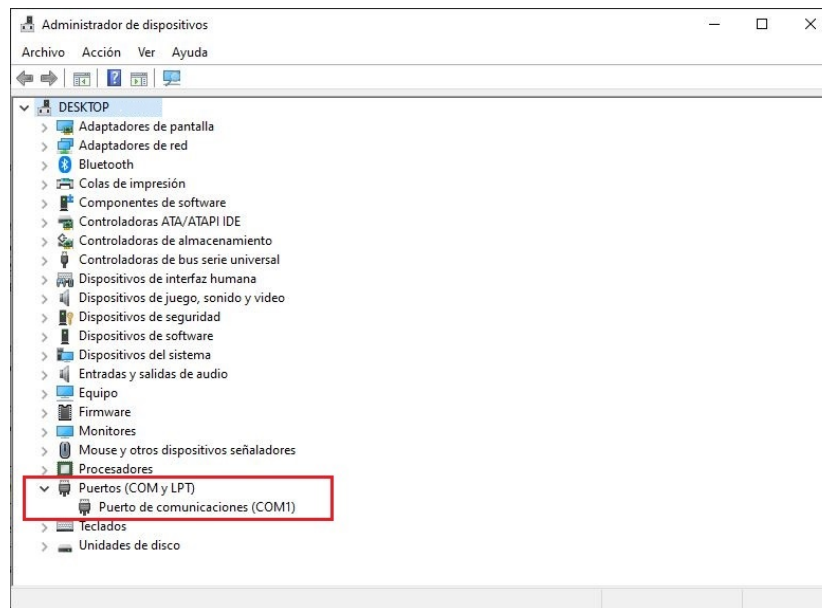 Administrador de dispositivos
Archivo Acción Ver Ayuda
DESKTOP
Adaptadores de pantalla
Adaptadores de red
Bluetooth
Colas de impresión
Componentes de software
Controladoras ATA/ATAPI IDE
Controladoras de almacenamiento
Controladoras de bus serie universal
Dispositivos de interfaz humana
Dispositivos de juego, sonido y video
Dispositivos de seguridad
Dispositivos de software
Dispositivos del sistema
Entradas y salidas de audio
Equipo
Firmware
Monitores
Mouse y otros dispositivos señaladores
Procesadores
Puertos (COM y LPT)
Puerto de comunicaciones (COM1)
Teclados
Unidades de disco